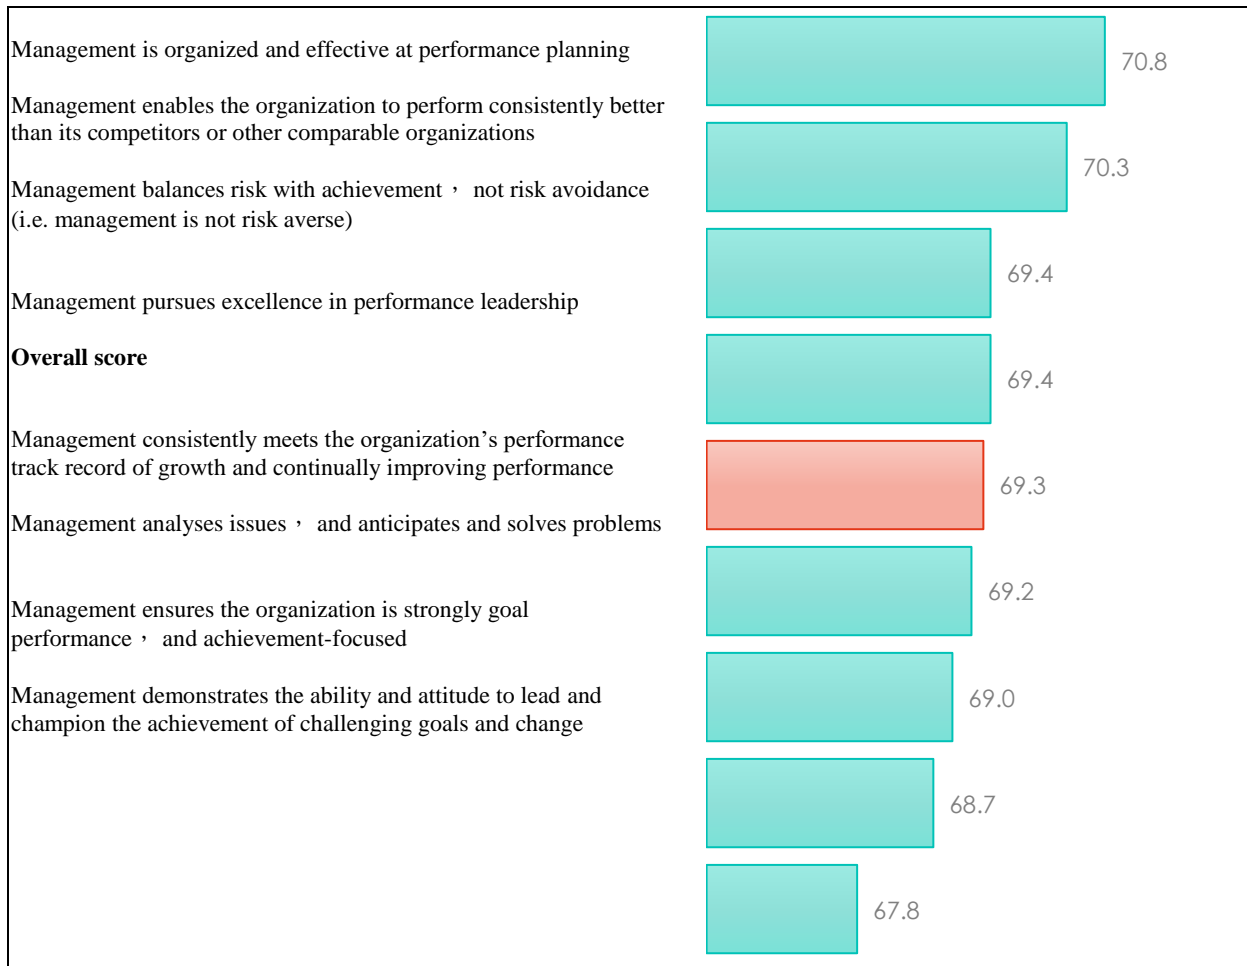 Management is organized and effective at performance planning
Management enables the organization to perform consistently better
than its competitors or other comparable organizations
Management balances risk with achievement， not risk avoidance
(i.e. management is not risk averse)
Management pursues excellence in performance leadership
Overall score
Management consistently meets the organization’s performance
track record of growth and continually improving performance
Management analyses issues， and anticipates and solves problems
Management ensures the organization is strongly goal
performance， and achievement-focused
Management demonstrates the ability and attitude to lead and
champion the achievement of challenging goals and change
70.8
70.3
69.4
69.4
69.3
69.2
69.0
68.7
67.8